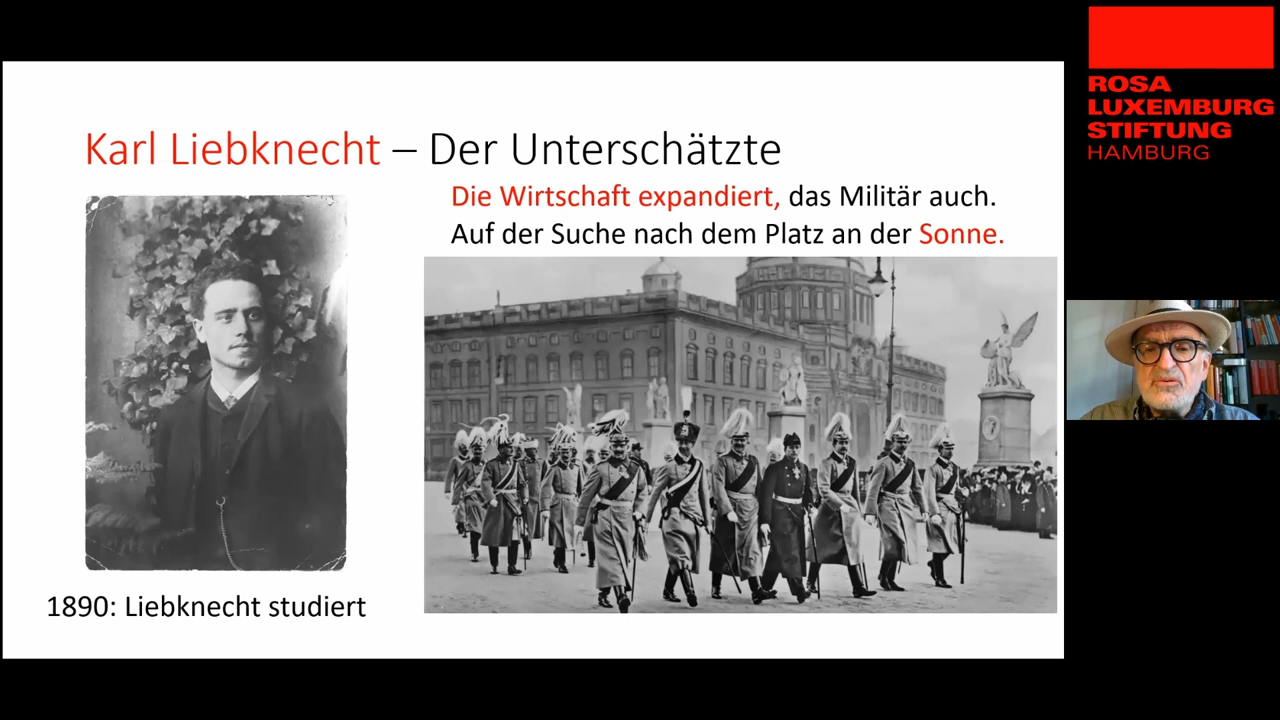 Karl Liebknecht – Der Unterschätzte
Die Wirtschaft expandiert, das Militär auch.
Auf der Suche nach dem Platz an der Sonne.
1890: Liebknecht studiert
ROSA
LUXEMBURG
STIFTUNG
HAMBURG